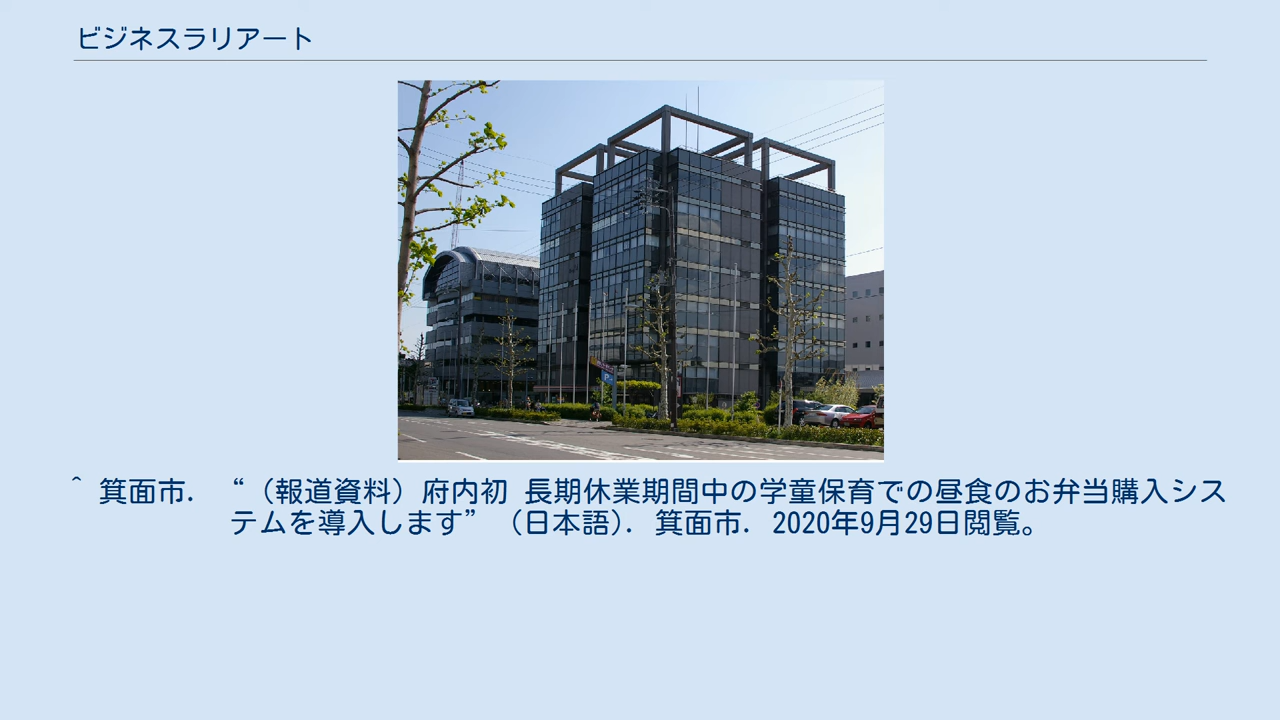 ビジネスラリアート
^ 箕面市. “（報道資料）府内初 長期休業期間中の学童保育での昼食のお弁当購入シス
テムを導入します” （日本語). 箕面市. 2020年9月29日閲覧。
P